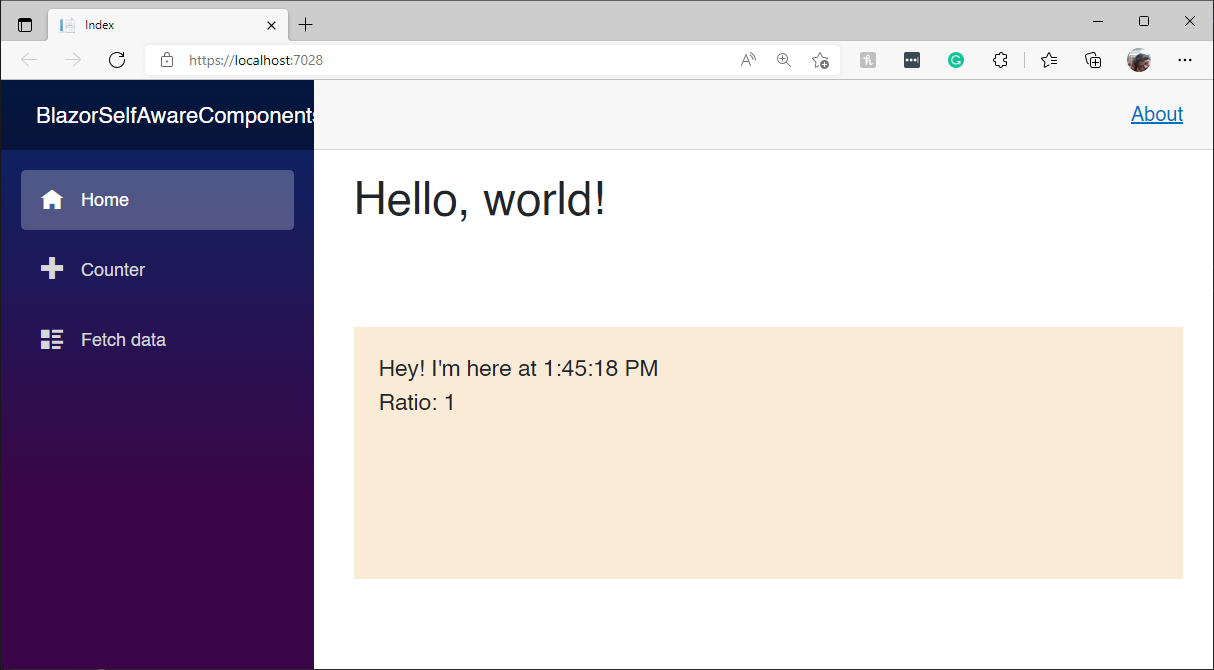 Index
https://localhost:7028
BlazorSelfAwareComponents
About
Home
Counter
Fetch data
Hello, world!
Hey! I'm here at 1:45:18 PM
Ratio: 1